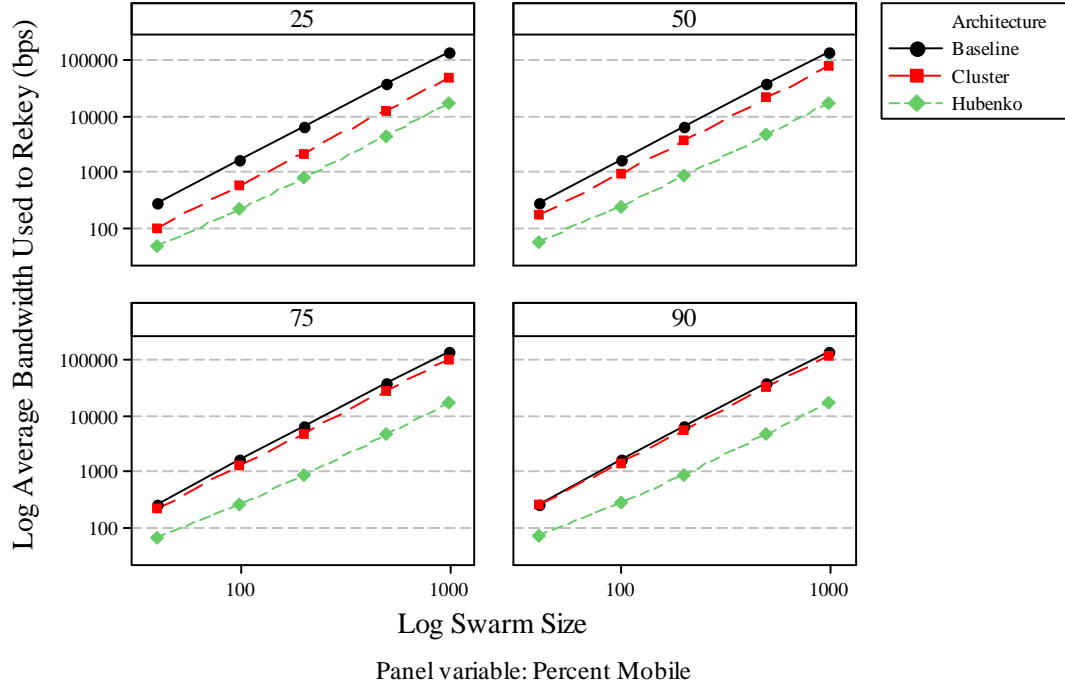 Log Average Bandwidth Used to Rekey (bps)
25
50
100000
10000
1000
100
75
90
100000
10000
1000
100
100
1000
100
1000
Log Swarm Size
Panel variable: Percent Mobile
Architecture
Baseline
Cluster
Hubenko